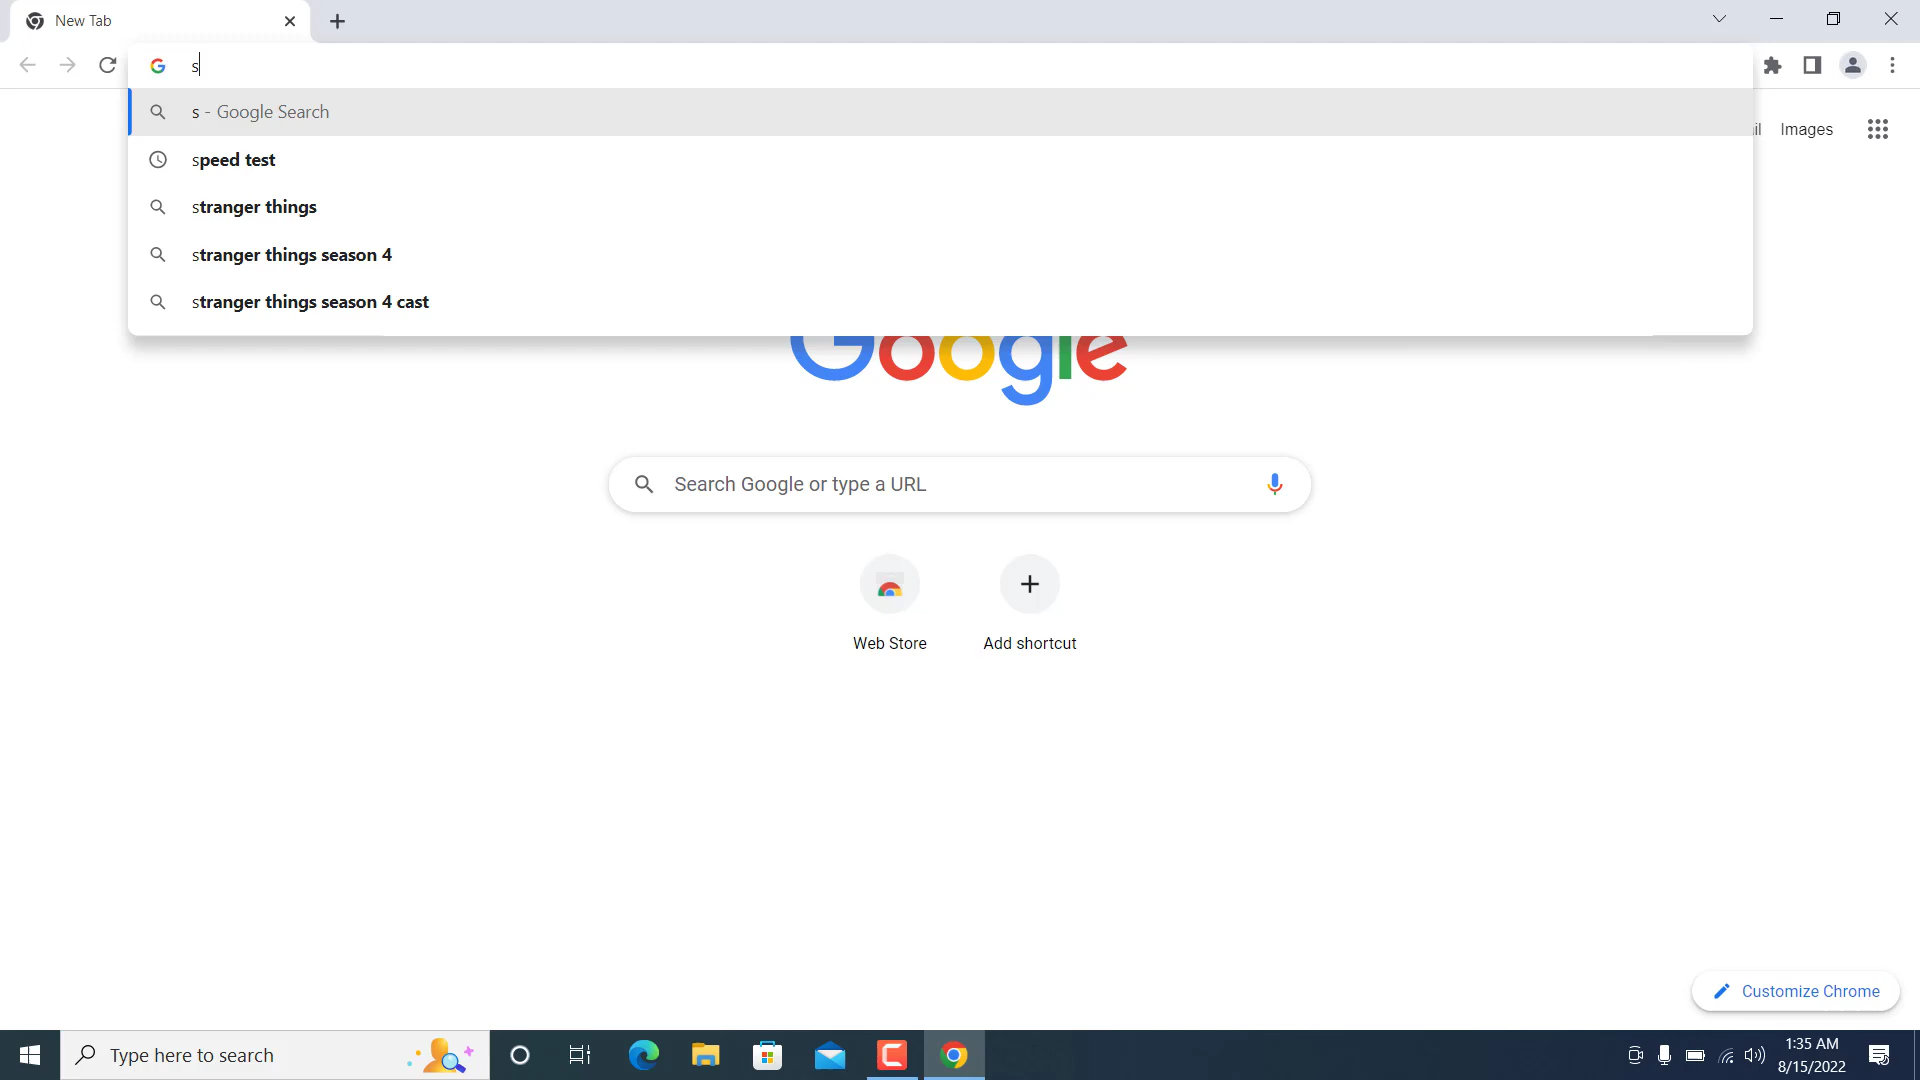 New Tab
s
s - Google Search
speed test
stranger things
stranger things season 4
stranger things season 4 cast
il Images
Google
Search Google or type a URL
Web Store
Add shortcut
Customize Chrome
Type here to search
1:35 AM
8/15/2022